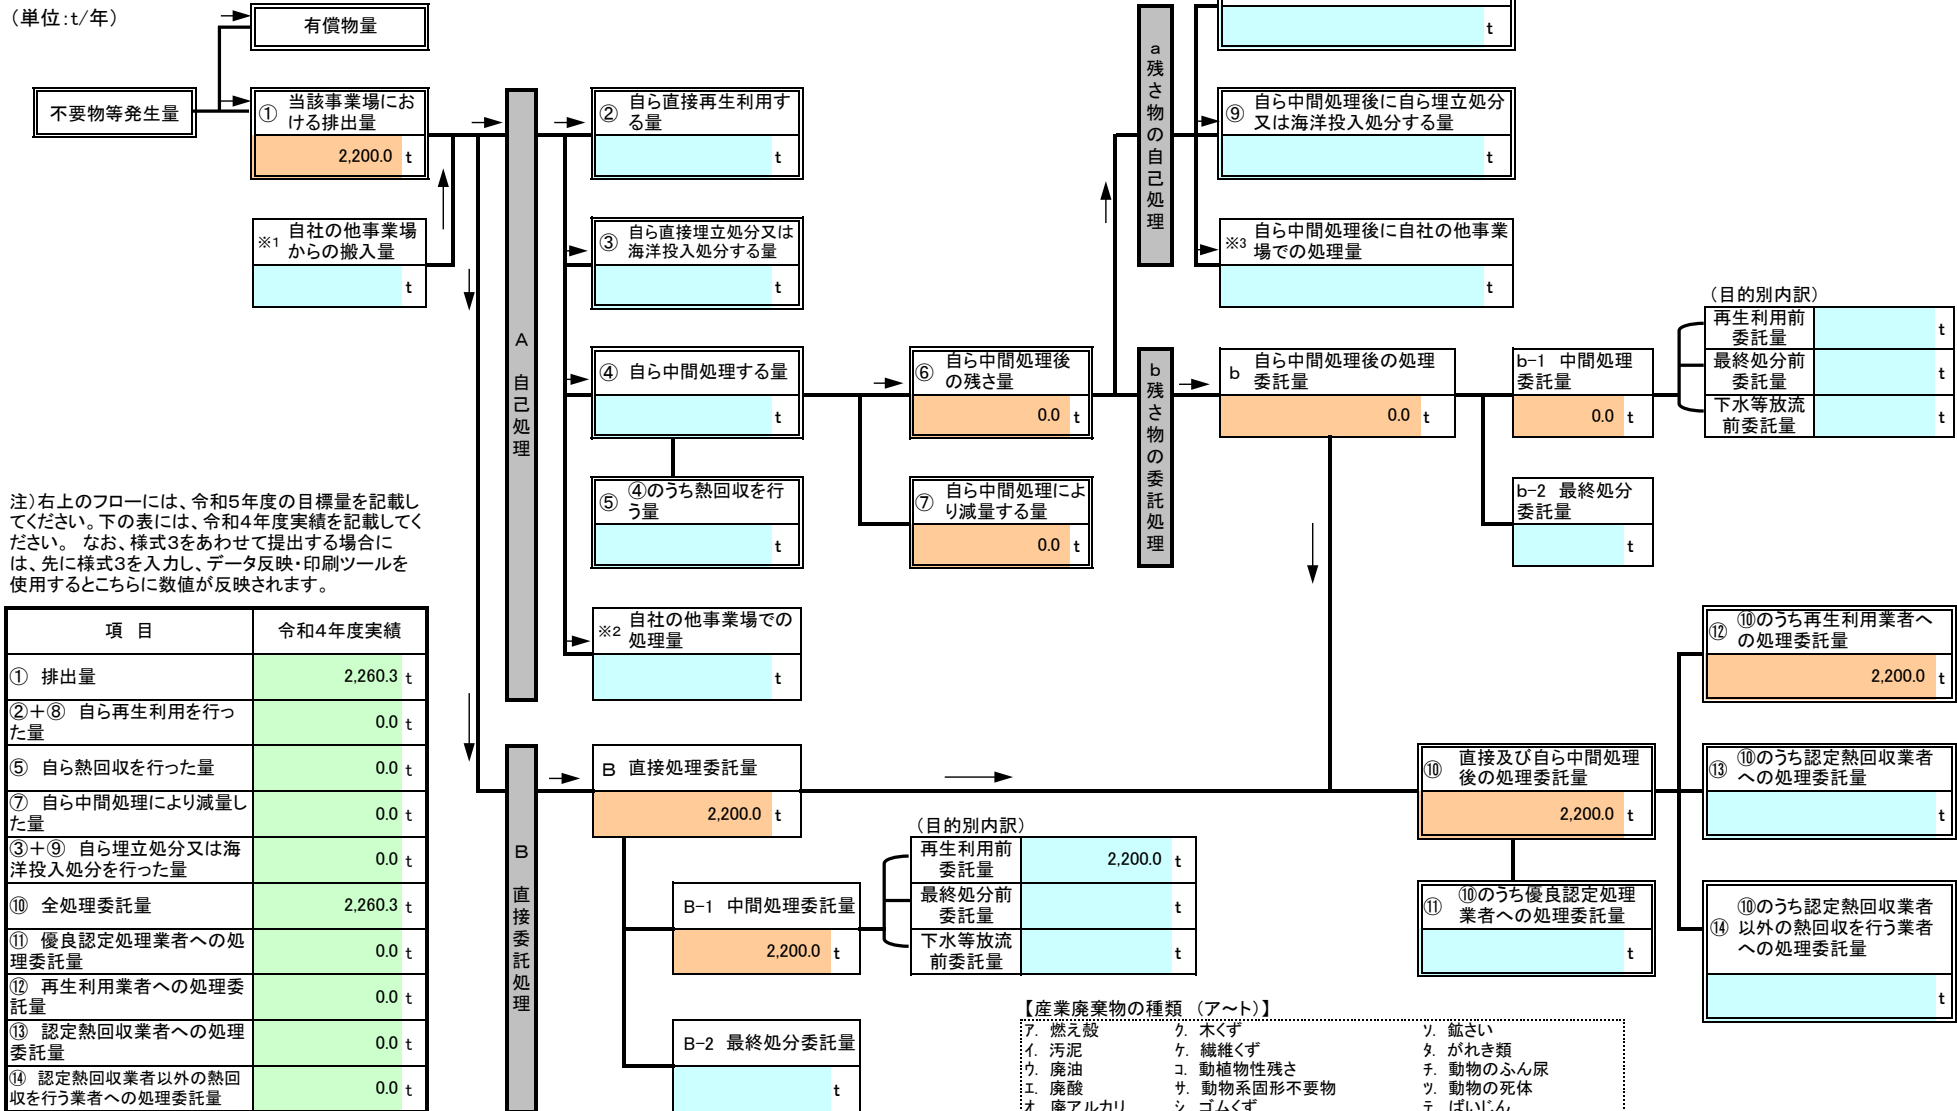 (単位:t/年)
有償物量
不要物等発生量
① 当該事業場にお
ける排出量
2,200.0 t
※1 自社の他事業場
からの搬入量
t
A 自己処理
② 自ら直接再生利用す
る量
t
③ 自ら直接埋立処分又は
海洋投入処分する量
t
④ 自ら中間処理する量
t
⑤ ④のうち熱回収を行
う量
t
※2 自社の他事業場での
処理量
t
⑥ 自ら中間処理後
の残さ量
0.0 t
⑦ 自ら中間処理によ
り減量する量
0.0 t
a 残さ物の自己処理
t
⑨ 自ら中間処理後に自ら埋立処分
又は海洋投入処分する量
t
※3 自ら中間処理後に自社の他事業
場での処理量
t
b 残さ物の委託処理
b 自ら中間処理後の処理
委託量
0.0 t
b-1 中間処理
委託量
0.0 t
(目的別内訳)
再生利用前
委託量
t
最終処分前
委託量
t
下水等放流
前委託量
t
b-2 最終処分
委託量
t
注)右上のフローには、令和5年度の目標量を記載し
てください。下の表には、令和4年度実績を記載してく
ださい。 なお、様式3をあわせて提出する場合に
は、先に様式3を入力し、データ反映・印刷ツールを
使用するとこちらに数値が反映されます。
項 目 令和4年度実績
① 排出量 2,260.3 t
②+⑧ 自ら再生利用を行っ
た量 0.0 t
⑤ 自ら熱回収を行った量 0.0 t
⑦ 自ら中間処理により減量し
た量 0.0 t
③+⑨ 自ら埋立処分又は海
洋投入処分を行った量 0.0 t
⑩ 全処理委託量 2,260.3 t
⑪ 優良認定処理業者への処
理委託量 0.0 t
⑫ 再生利用業者への処理委
託量 0.0 t
⑬ 認定熱回収業者への処理
委託量 0.0 t
⑭ 認定熱回収業者以外の熱回
収を行う業者への処理委託量 0.0 t
B 直接委託処理
B 直接処理委託量
2,200.0 t
B-1 中間処理委託量
2,200.0 t
(目的別内訳)
再生利用前
委託量
2,200.0 t
最終処分前
委託量
t
下水等放流
前委託量
t
B-2 最終処分委託量
t
⑩ 直接及び自ら中間処理
後の処理委託量
2,200.0 t
⑪ ⑩のうち優良認定処理
業者への処理委託量
t
⑫ ⑩のうち再生利用業者へ
の処理委託量
2,200.0 t
⑬ ⑩のうち認定熱回収業者
への処理委託量
t
⑭ ⑩のうち認定熱回収業者
以外の熱回収を行う業者
への処理委託量
t
【産業廃棄物の種類 (ア~ト)】
ア. 燃え殻 ク. 木くず ソ. 鉱さい
イ. 汚泥 ケ. 繊維くず タ. がれき類
ウ. 廃油 コ. 動植物性残さ チ. 動物のふん尿
エ. 廃酸 サ. 動物系固形不要物 ツ. 動物の死体
オ. 廃アルカリ シ. ゴムくず テ. ばいじん